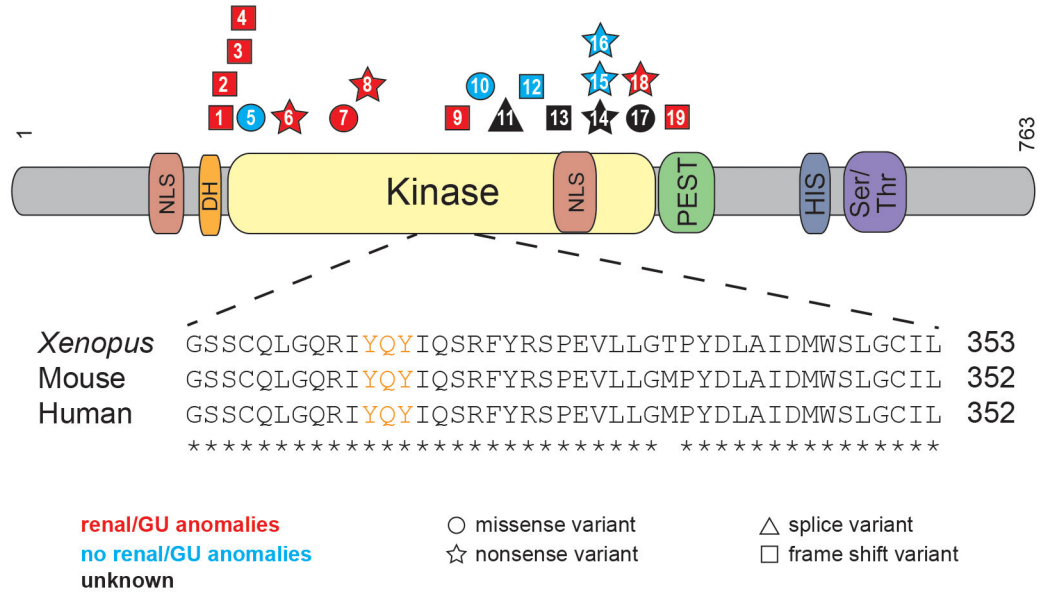 4
3
16
2
8
10
12
15
18
1
5
6
7
9
11
13
14
17
19
1
763
NLS
DH
Kinase
NLS
PEST
HIS
Ser/
Thr
Xenopus GSSCQLGQRIYQYIQSRFYRSPEVLLGTPYDLAIDMWSLGCIL 353
Mouse GSSCQLGQRIYQYIQSRFYRSPEVLLGMPYDLAIDMWSLGCIL 352
Human GSSCQLGQRIYQYIQSRFYRSPEVLLGMPYDLAIDMWSLGCIL 352
*************************** ***************
renal/GU anomalies
no renal/GU anomalies
unknown
missense variant
nonsense variant
splice variant
frame shift variant